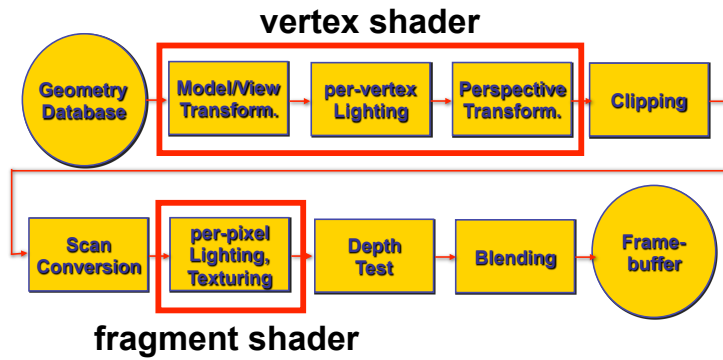 vertex shader
Geometry
Database
Model/View
Transform.
per-vertex
Lighting
Perspective
Transform.
Clipping
Scan
Conversion
per-pixel
Lighting,
Texturing
Depth
Test
Blending
Frame-
buffer
fragment shader